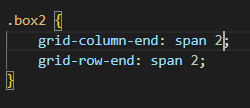 .box2 {
    grid-column-end: span 2;
    grid-row-end: span 2;
}